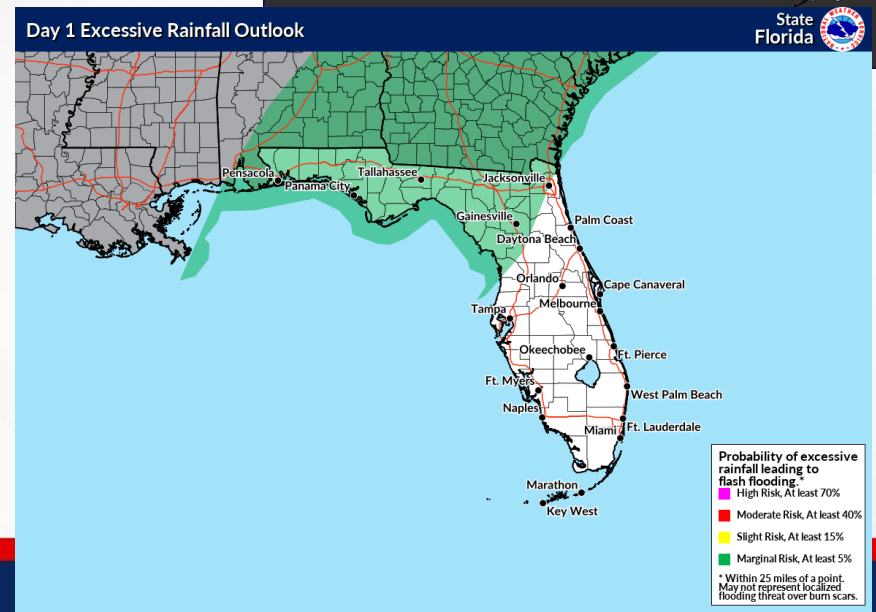 Day 1 Excessive Rainfall Outlook
State
Florida
Pensacola
Panama City
Tallahassee
Jacksonville
Gainesville
Palm Coast
Daytona Beach
Orlando
Cape Canaveral
Melbourne
Tampa
Okeechobee
Ft. Pierce
Ft. Myers
West Palm Beach
Naples
Miami
Ft. Lauderdale
Marathon
Key West
Probability of excessive
rainfall leading to
flash flooding.*
High Risk, At least 70%
Moderate Risk, At least 40%
Slight Risk, At least 15%
Marginal Risk, At least 5%
* Within 25 miles of a point.
May not represent localized
flooding threat over burn scars.